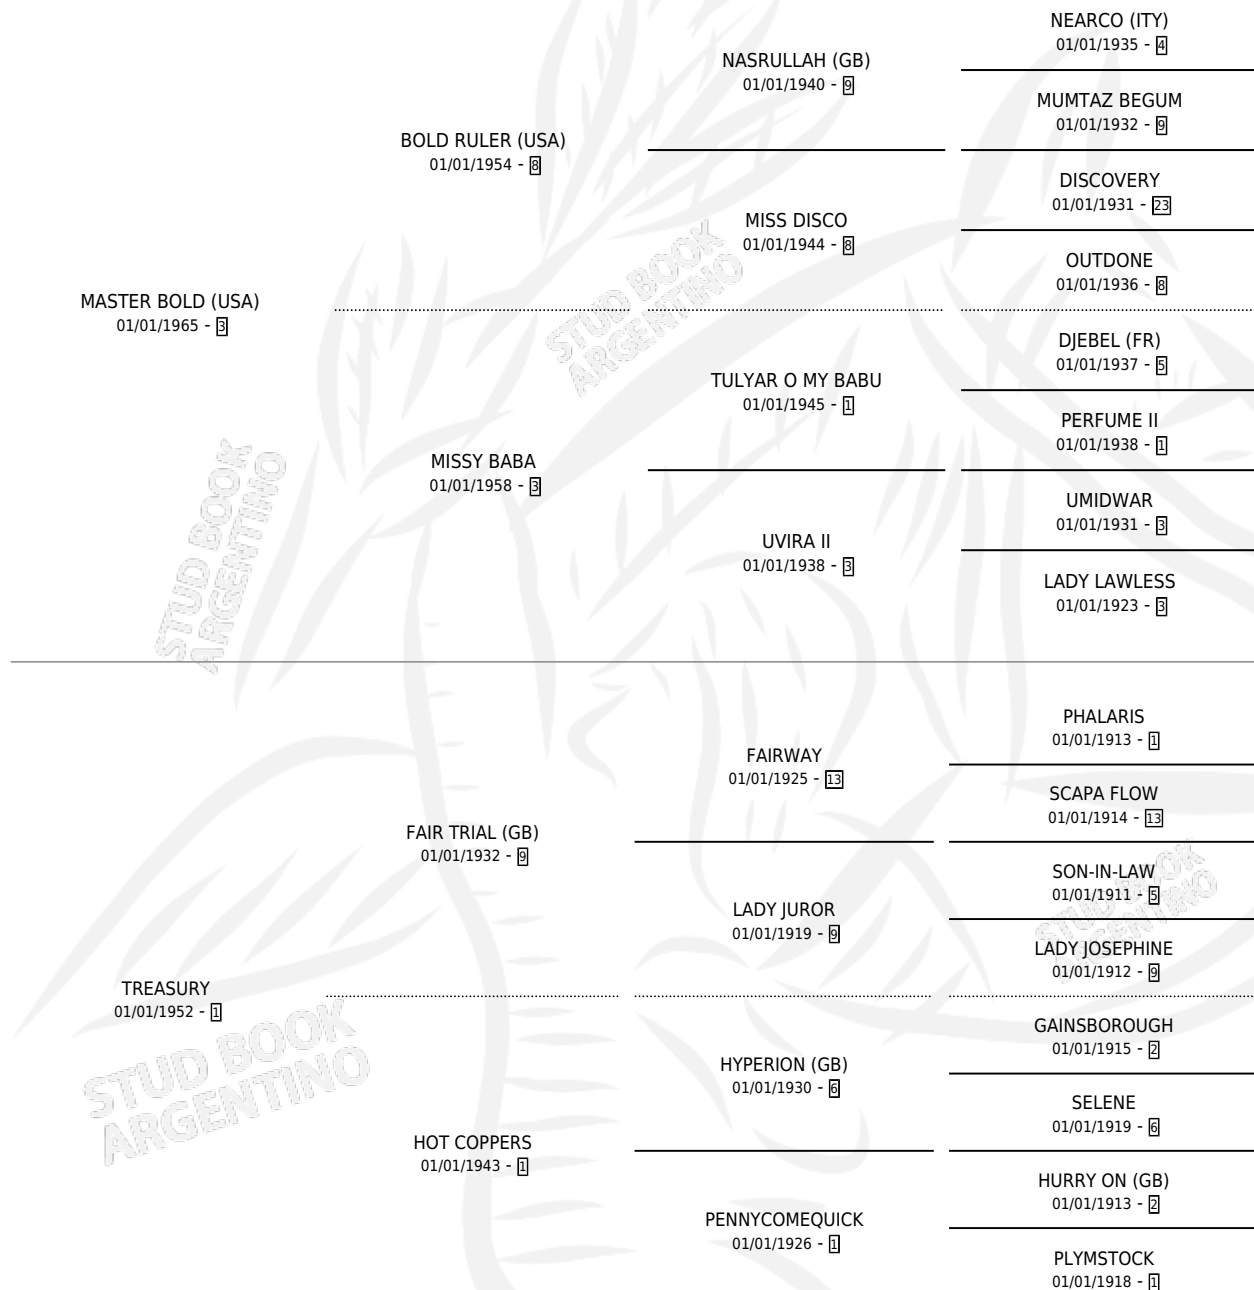 NEARCO (ITY)
01/01/1935 - 4
NASRULLAH (GB)
01/01/1940 - 9
MUMTAZ BEGUM
01/01/1932 - 9
BOLD RULER (USA)
01/01/1954 - 8
DISCOVERY
01/01/1931 - 23
MISS DISCO
01/01/1944 - 8
OUTDONE
01/01/1936 - 8
MASTER BOLD (USA)
01/01/1965 - 3
DJEBEL (FR)
01/01/1937 - 5
TULYAR O MY BABU
01/01/1945 - 1
PERFUME II
01/01/1938 - 1
MISSY BABA
01/01/1958 - 3
UMIDWAR
01/01/1931 - 3
UVIRA II
01/01/1938 - 3
LADY LAWLESS
01/01/1923 - 3
PHALARIS
01/01/1913 - 1
FAIRWAY
01/01/1925 - 13
SCAPA FLOW
01/01/1914 - 13
FAIR TRIAL (GB)
01/01/1932 - 9
SON-IN-LAW
01/01/1911 - 5
LADY JUROR
01/01/1919 - 9
LADY JOSEPHINE
01/01/1912 - 9
TREASURY
01/01/1952 - 1
GAINSBOROUGH
01/01/1915 - 2
HYPERION (GB)
01/01/1930 - 6
SELENE
01/01/1919 - 6
HOT COPPERS
01/01/1943 - 1
HURRY ON (GB)
01/01/1913 - 2
PENNYCOMEQUICK
01/01/1926 - 1
PLYMSTOCK
01/01/1918 - 1
STUD BOOK
ARGENTINO
STUD BOOK
ARGENTINO
STUD BOOK
ARGENTINO
STUD BOOK
ARGENTINO